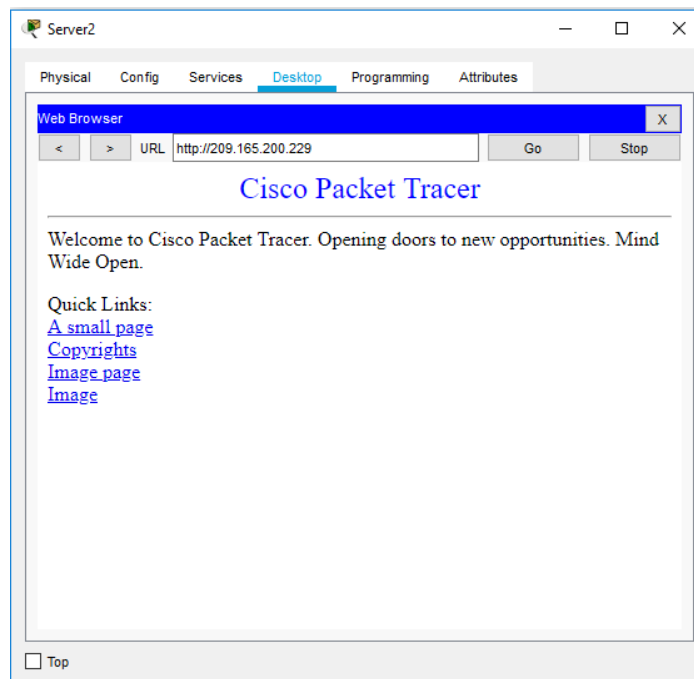 Server2
Physical Config Services Desktop Programming Attributes
Web Browser X
< > URL http://209.165.200.229 Go Stop
Cisco Packet Tracer
Welcome to Cisco Packet Tracer. Opening doors to new opportunities. Mind
Wide Open.
Quick Links:
A small page
Copyrights
Image page
Image
Top